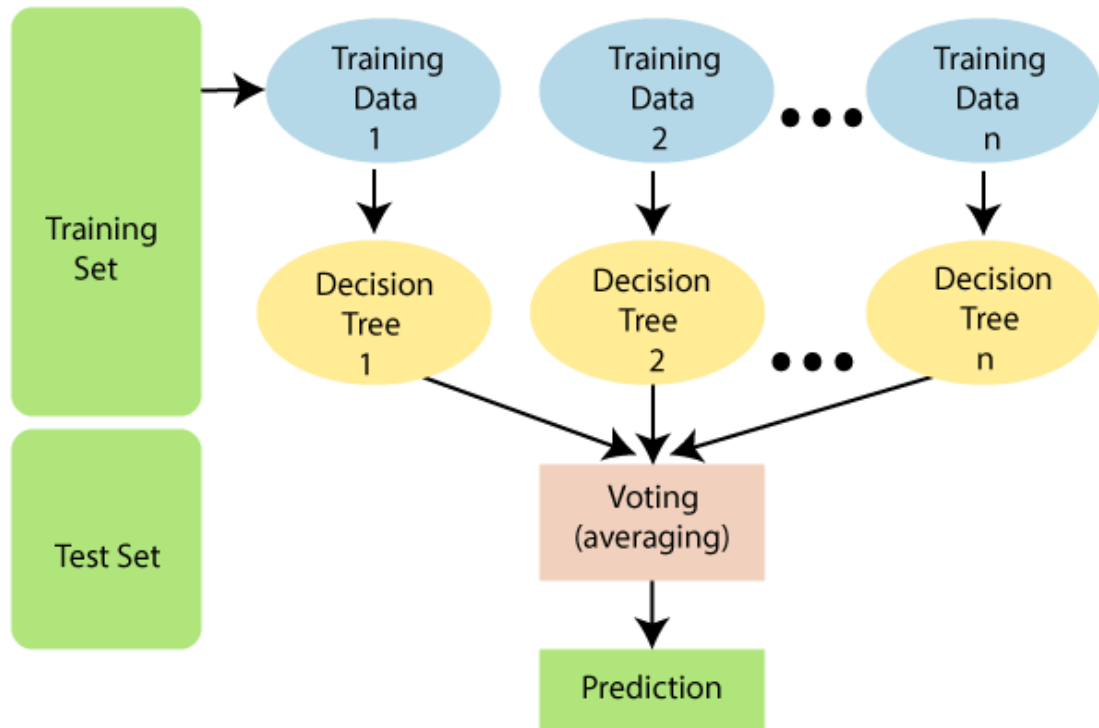 Training
Set
Test Set
Training
Data
1
Training
Data
2
Training
Data
n
Decision
Tree
1
Decision
Tree
2
Decision
Tree
n
Voting
(averaging)
Prediction